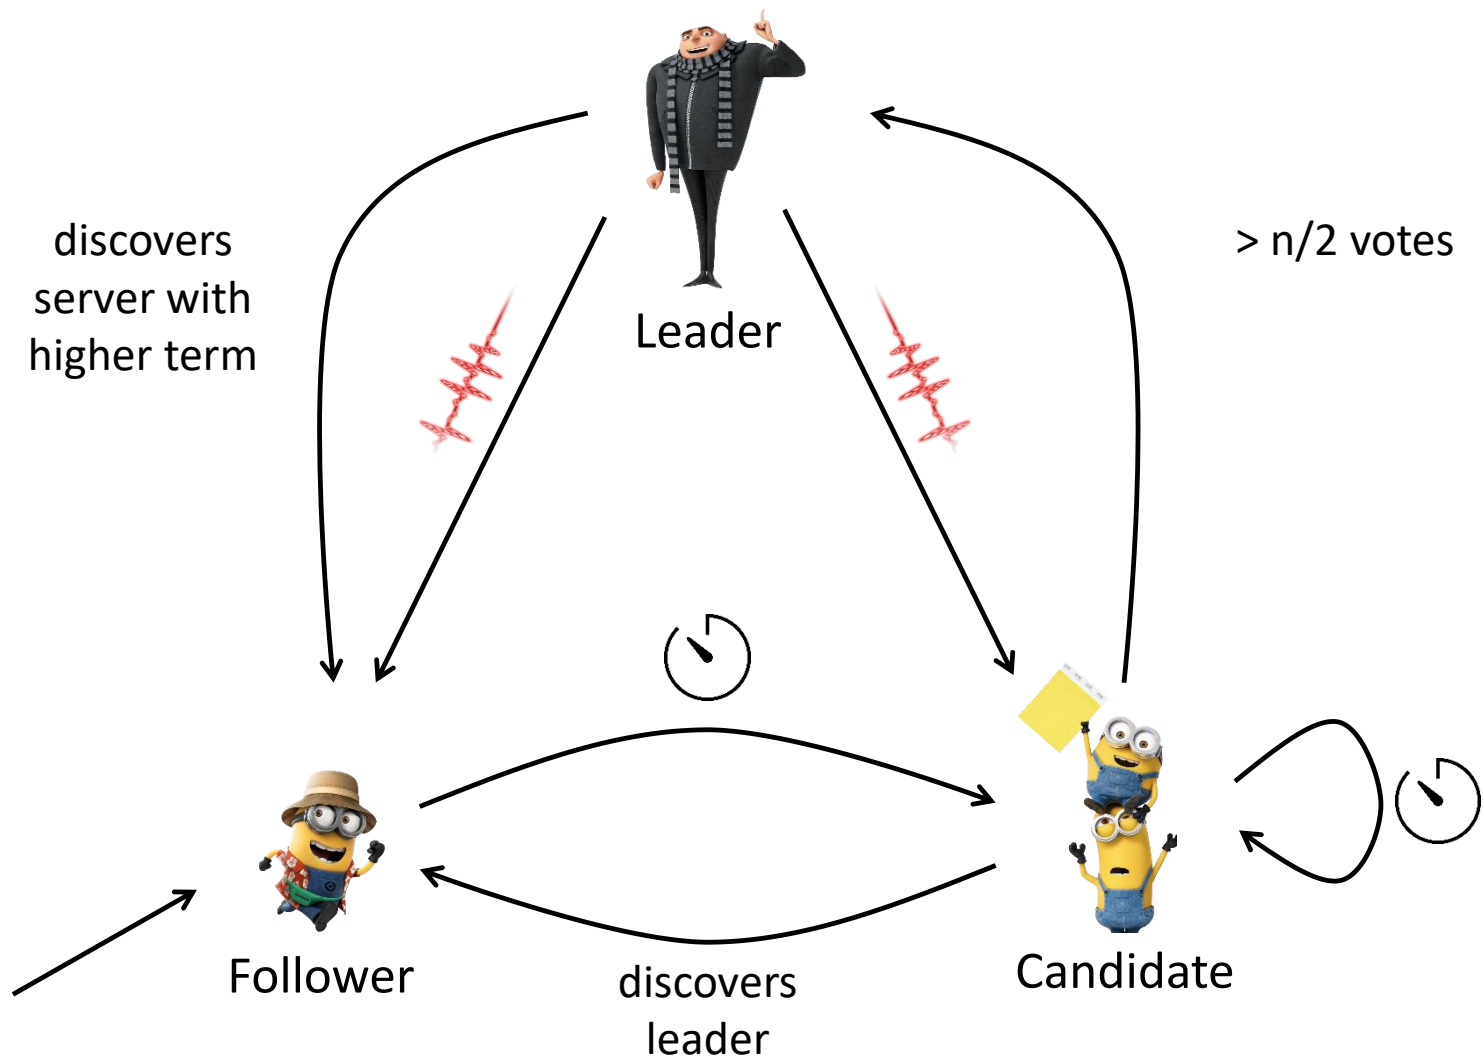 discovers
server with
higher term
> n/2 votes
Leader
Follower
discovers
leader
Candidate